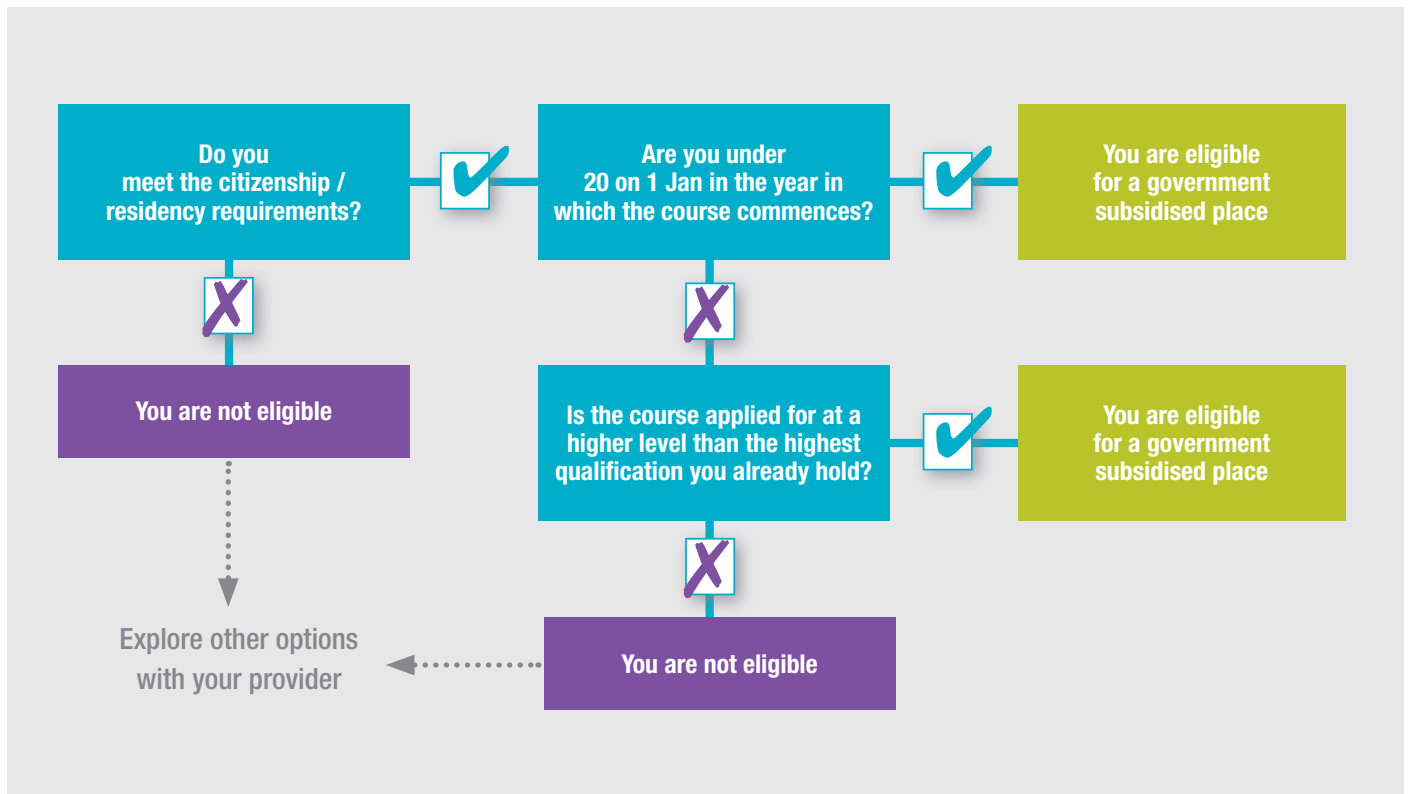 Do you
meet the citizenship /
residency requirements?
Are you under
20 on 1 Jan in the year in
which the course commences?
You are eligible
for a government
subsidised place
You are not eligible
Is the course applied for at a
higher level than the highest
qualification you already hold?
You are eligible
for a government
subsidised place
Explore other options
with your provider
You are not eligible